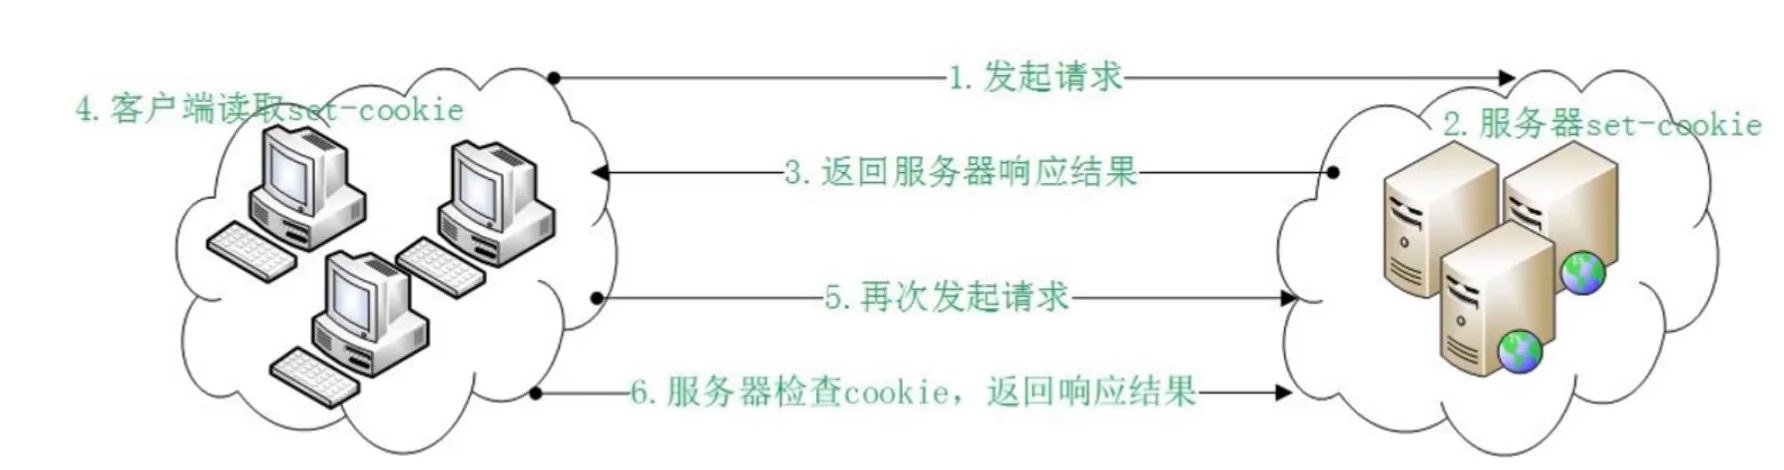 1.发起请求
4.客户端读取set-cookie
2.服务器set-cookie
3.返回服务器响应结果
5.再次发起请求
6.服务器检查cookie，返回响应结果